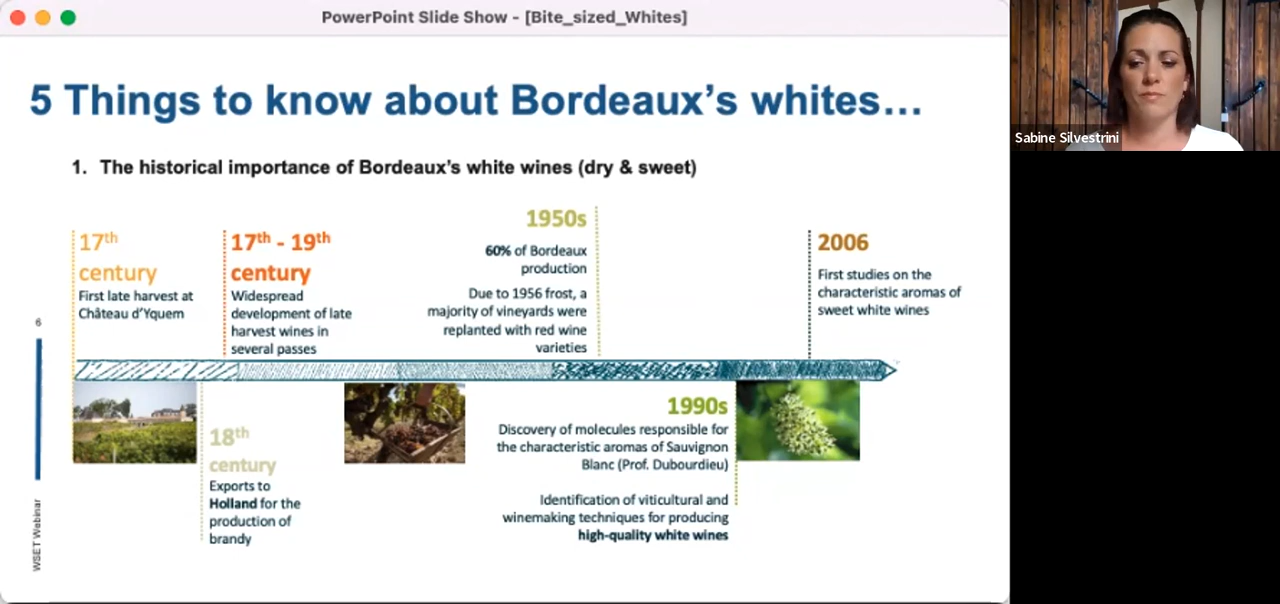 PowerPoint Slide Show - [Bite_sized_Whites]
5 Things to know about Bordeaux's whites…
1. The historical importance of Bordeaux's white wines (dry & sweet)
17th
century
First late harvest at
Château d'Yquem
17th - 19th
century
Widespread
development of late
harvest wines in
several passes
1950s
60% of Bordeaux
production
Due to 1956 frost, a
majority of vineyards were
replanted with red wine
varieties
2006
First studies on the
characteristic aromas of
sweet white wines
18th
century
Exports to
Holland for the
production of
brandy
1990s
Discovery of molecules responsible for
the characteristic aromas of Sauvignon
Blanc (Prof. Dubourdieu)
Identification of viticultural and
winemaking techniques for producing
high-quality white wines
6
WSET Webinar
Sabine Silvestrini